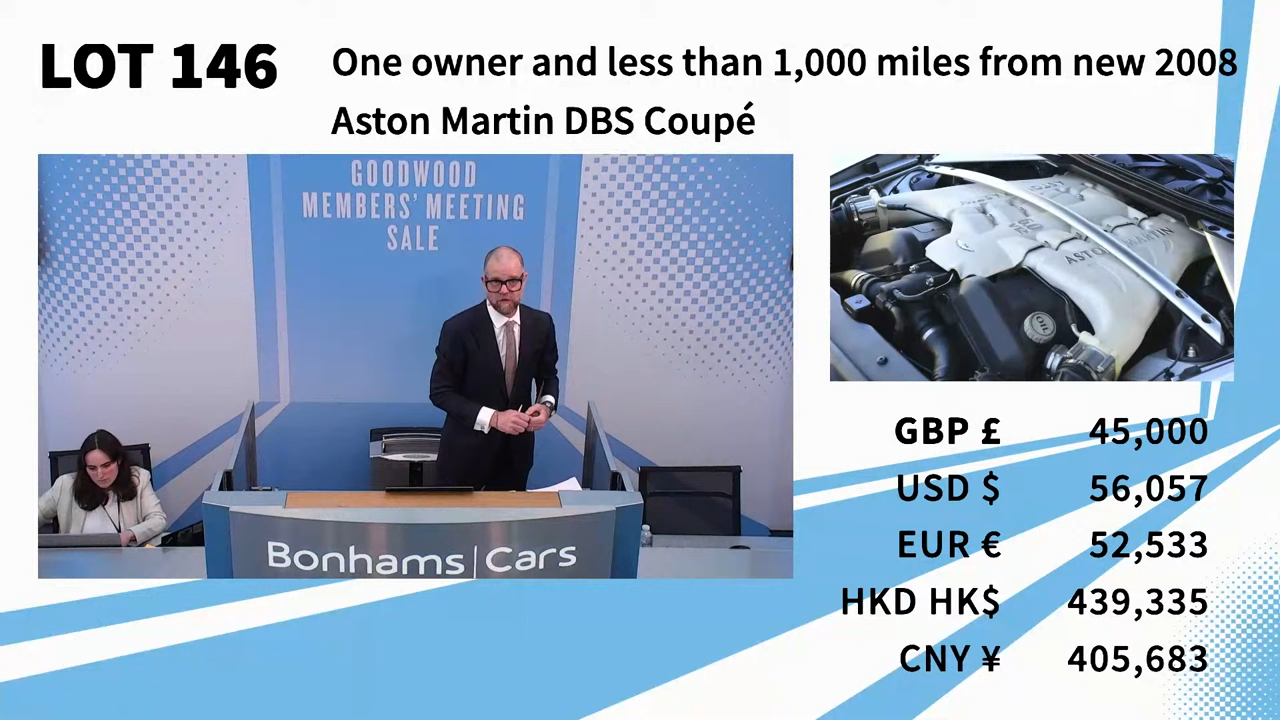 LOT 146
One owner and less than 1,000 miles from new 2008
Aston Martin DBS Coupé
GOODWOOD
MEMBERS' MEETING
SALE
ASTON MARTIN
OIL
Bonhams|Cars
GBP £ 45,000
USD $ 56,057
EUR € 52,533
HKD HK$ 439,335
CNY ¥ 405,683